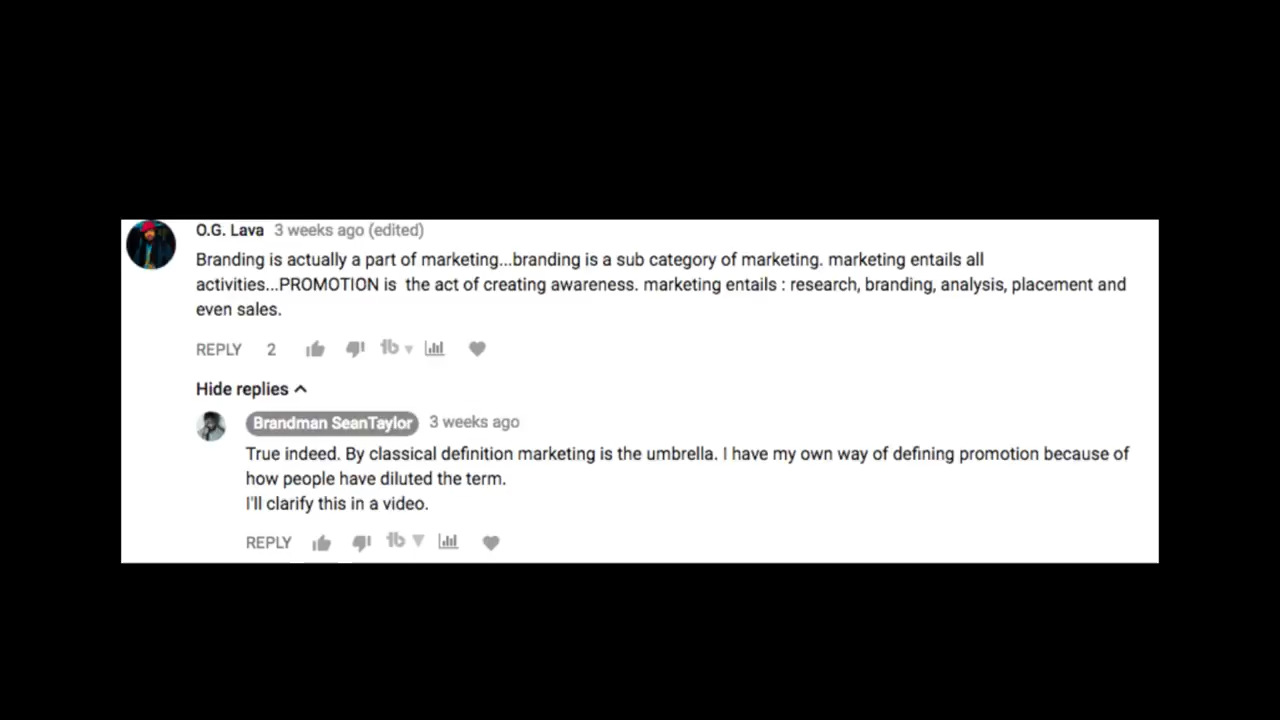 O.G. Lava 3 weeks ago (edited)
Branding is actually a part of marketing...branding is a sub category of marketing. marketing entails all
activities...PROMOTION is  the act of creating awareness. marketing entails : research, branding, analysis, placement and
even sales.
REPLY 2 tb
Hide replies
Brandman SeanTaylor 3 weeks ago
True indeed. By classical definition marketing is the umbrella. I have my own way of defining promotion because of
how people have diluted the term.
I'll clarify this in a video.
REPLY tb